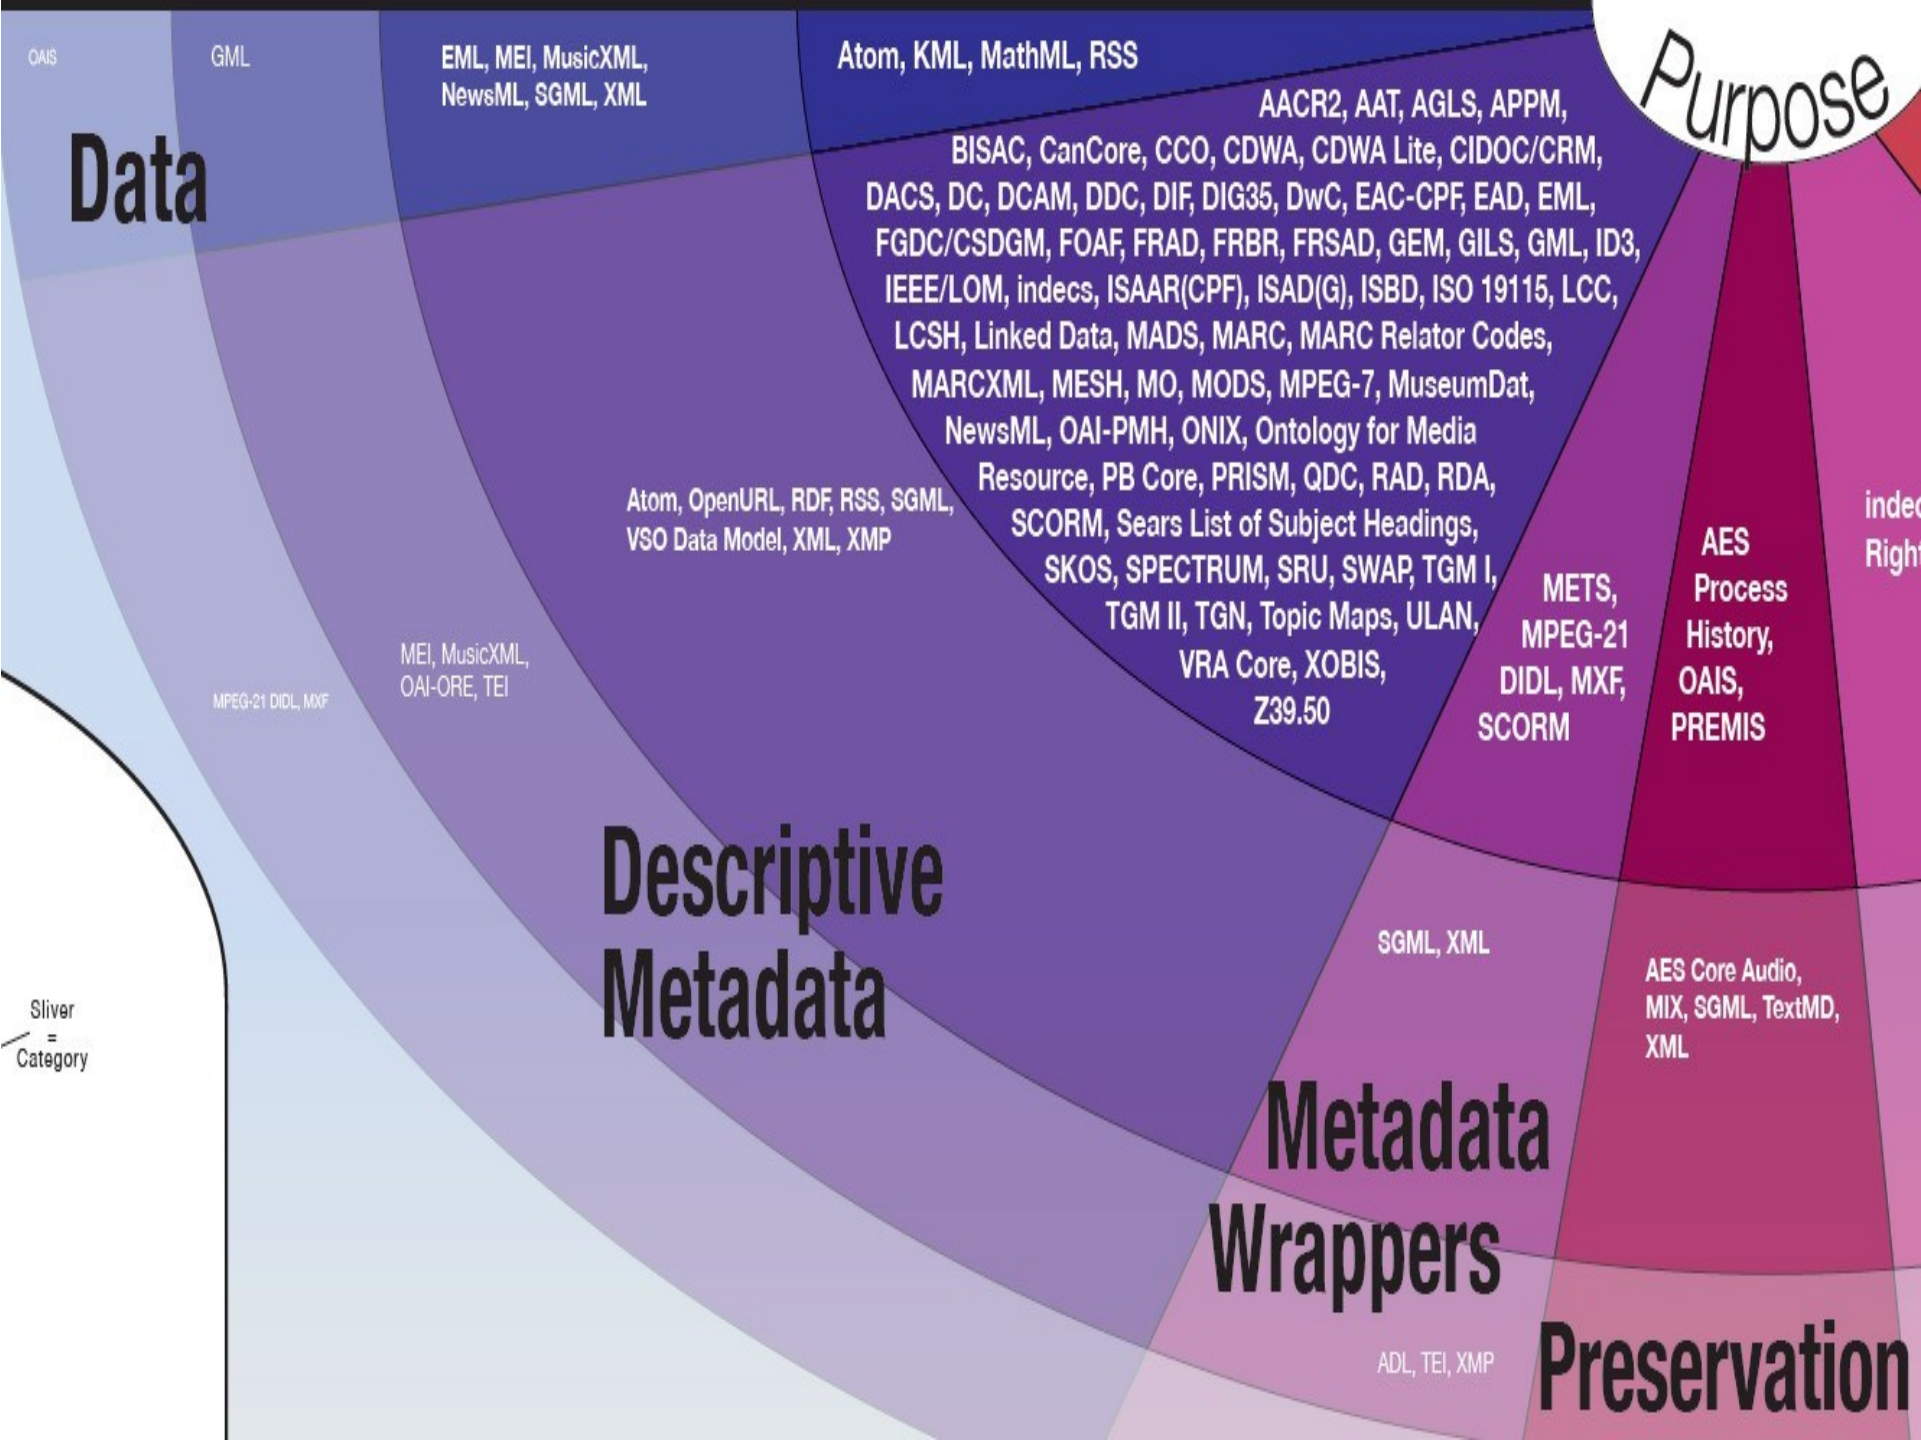 OAIS
GML
EML, MEI, MusicXML,
NewsML, SGML, XML
Atom, KML, MathML, RSS
Purpose
Data
AACR2, AAT, AGLS, APPM,
BISAC, CanCore, CCO, CDWA, CDWA Lite, CIDOC/CRM,
DACS, DC, DCAM, DDC, DIF, DIG35, DwC, EAC-CPF, EAD, EML,
FGDC/CSDGM, FOAF, FRAD, FRBR, FRSAD, GEM, GILS, GML, ID3,
IEEE/LOM, indecs, ISAAR(CPF), ISAD(G), ISBD, ISO 19115, LCC,
LCSH, Linked Data, MADS, MARC, MARC Relator Codes,
MARCXML, MESH, MO, MODS, MPEG-7, MuseumDat,
NewsML, OAI-PMH, ONIX, Ontology for Media
Resource, PB Core, PRISM, QDC, RAD, RDA,
SCORM, Sears List of Subject Headings,
SKOS, SPECTRUM, SRU, SWAP, TGM I,
TGM II, TGN, Topic Maps, ULAN,
VRA Core, XOBIS,
Z39.50
Atom, OpenURL, RDF, RSS, SGML,
VSO Data Model, XML, XMP
MEI, MusicXML,
OAI-ORE, TEI
MPEG-21 DIDL, MXF
Descriptive
Metadata
METS,
MPEG-21
DIDL, MXF,
SCORM
SGML, XML
Metadata
Wrappers
ADL, TEI, XMP
AES
Process
History,
OAIS,
PREMIS
AES Core Audio,
MIX, SGML, TextMD,
XML
Preservation
indec
Right
Sliver
=
Category